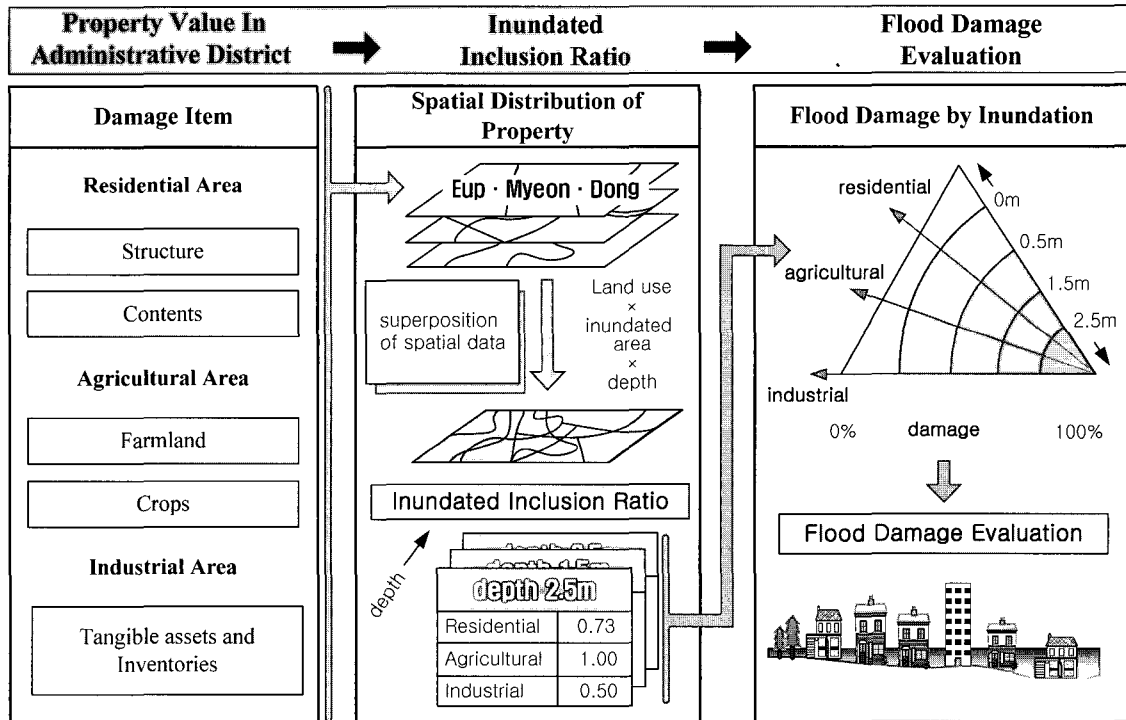 Property Value In
Administrative District
Inundated
Inclusion Ratio
Flood Damage
Evaluation
Damage Item
Residential Area
Structure
Contents
Agricultural Area
Farmland
Crops
Industrial Area
Tangible assets and
Inventories
Spatial Distribution of
Property
Eup · Myeon · Dong
superposition
of spatial data
Land use
×
inundated
area
×
depth
Inundated Inclusion Ratio
depth
depth 1.5m
depth 2.5m
Residential 0.73
Agricultural 1.00
Industrial 0.50
Flood Damage by Inundation
residential
agricultural
industrial
0m
0.5m
1.5m
2.5m
0% damage 100%
Flood Damage Evaluation